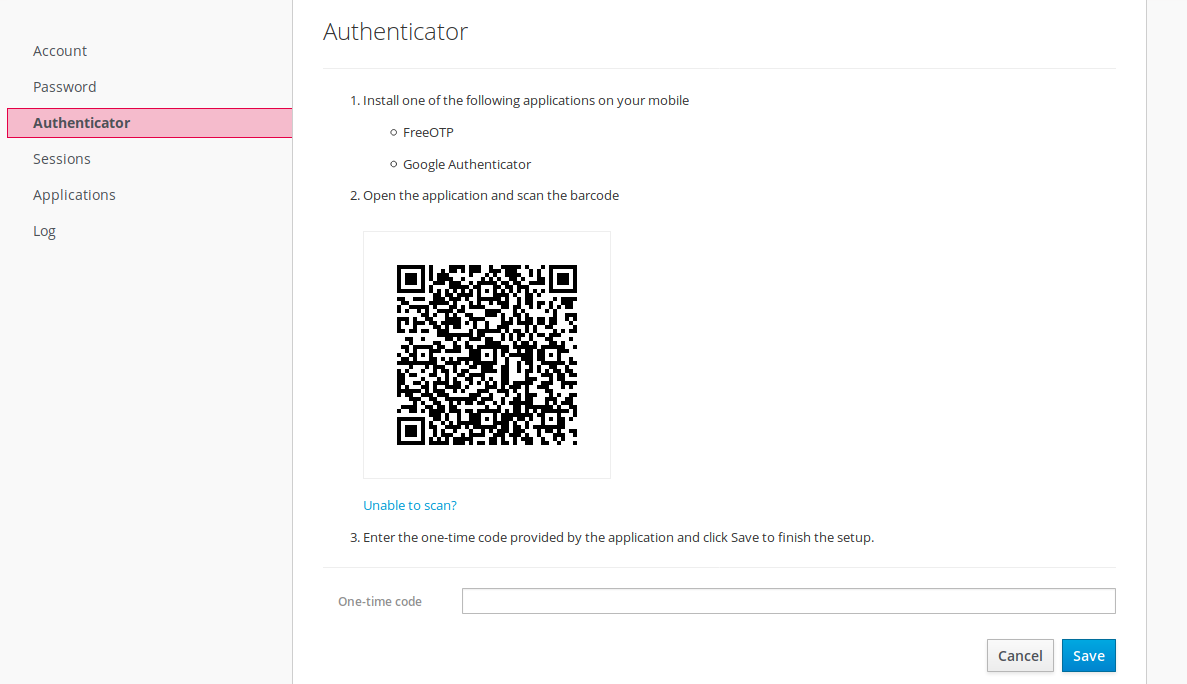 Account
Password
Authenticator
Sessions
Applications
Log
Authenticator
1. Install one of the following applications on your mobile
FreeOTP
Google Authenticator
2. Open the application and scan the barcode
Unable to scan?
3. Enter the one-time code provided by the application and click Save to finish the setup.
One-time code
Cancel
Save